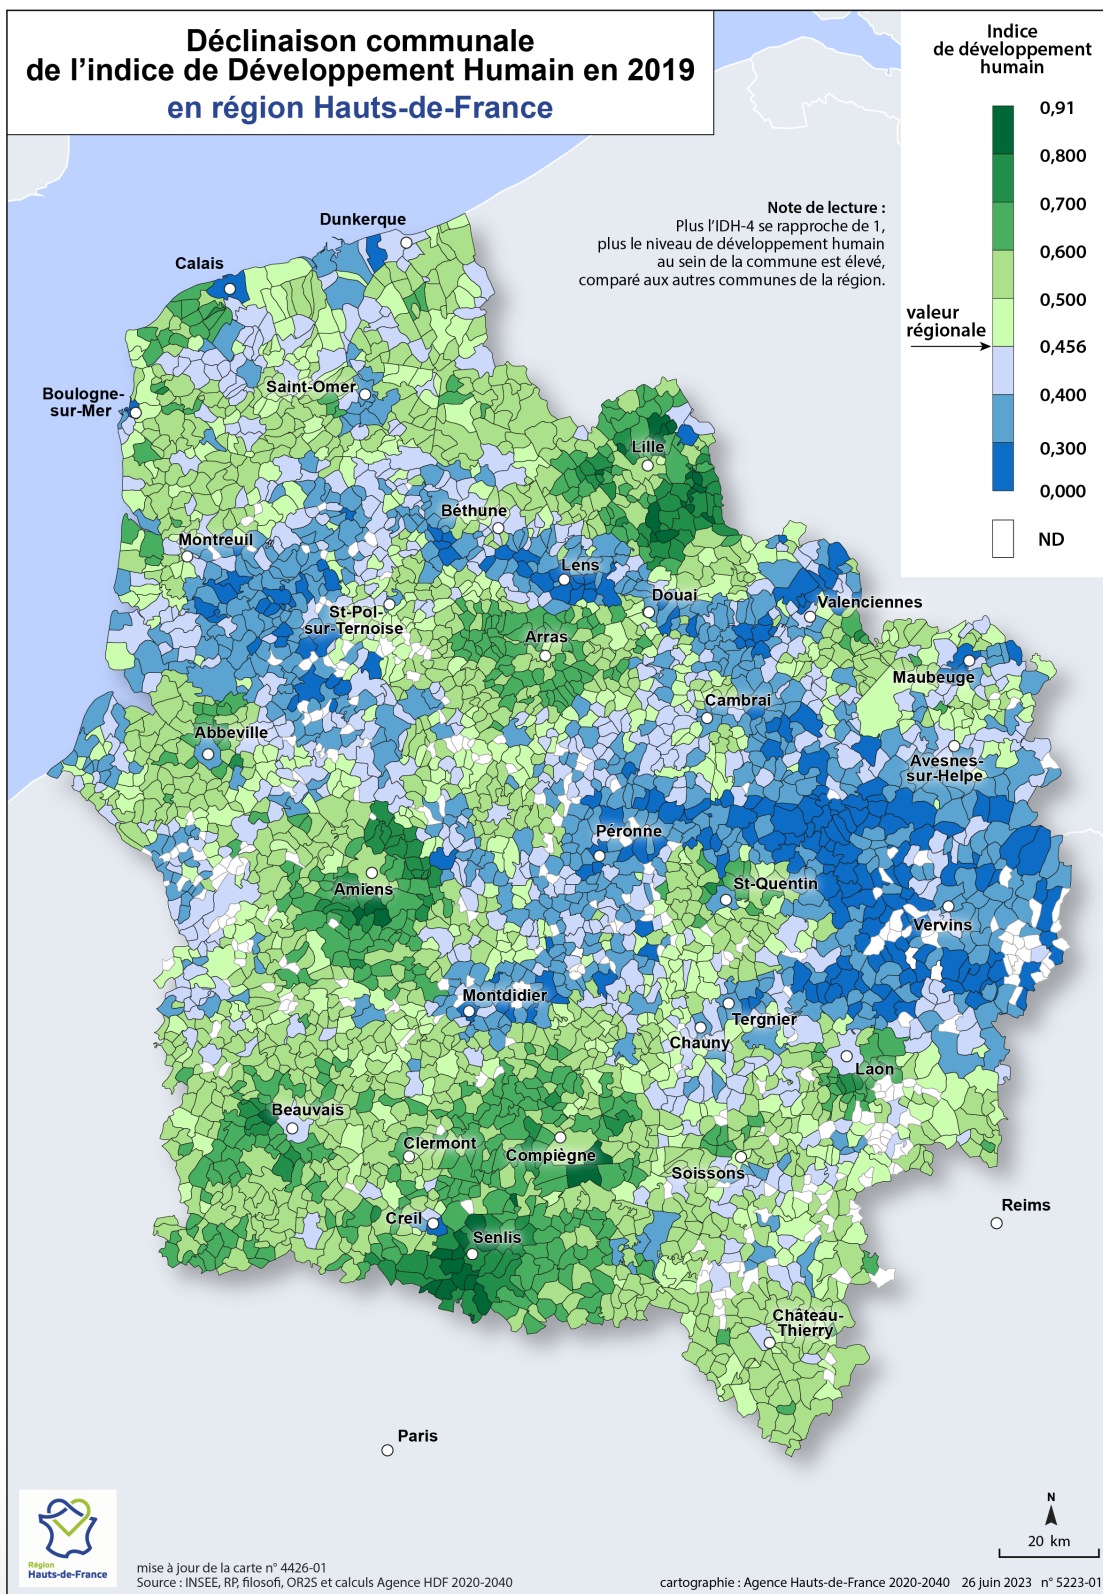 Déclinaison communale
de l’indice de Développement Humain en 2019
en région Hauts-de-France
Indice
de développement
humain
0,91
0,800
0,700
0,600
0,500
valeur
régionale
0,456
0,400
0,300
0,000
ND
Note de lecture :
Plus l’IDH-4 se rapproche de 1,
plus le niveau de développement humain
au sein de la commune est élevé,
comparé aux autres communes de la région.
Dunkerque
Calais
Saint-Omer
Boulogne-
sur-Mer
Lille
Béthune
Montreuil
Lens
Douai
Valenciennes
St-Pol-
sur-Ternoise
Arras
Maubeuge
Cambrai
Abbeville
Avesnes-
sur-Helpe
Péronne
Amiens
St-Quentin
Vervins
Montdidier
Tergnier
Chauny
Laon
Beauvais
Clermont
Compiègne
Soissons
Creil
Senlis
Reims
Château-
Thierry
Paris
N
20 km
Région
Hauts-de-France
mise à jour de la carte n° 4426-01
Source : INSEE, RP, filosofi, OR2S et calculs Agence HDF 2020-2040
cartographie : Agence Hauts-de-France 2020-2040 26 juin 2023 n° 5223-01